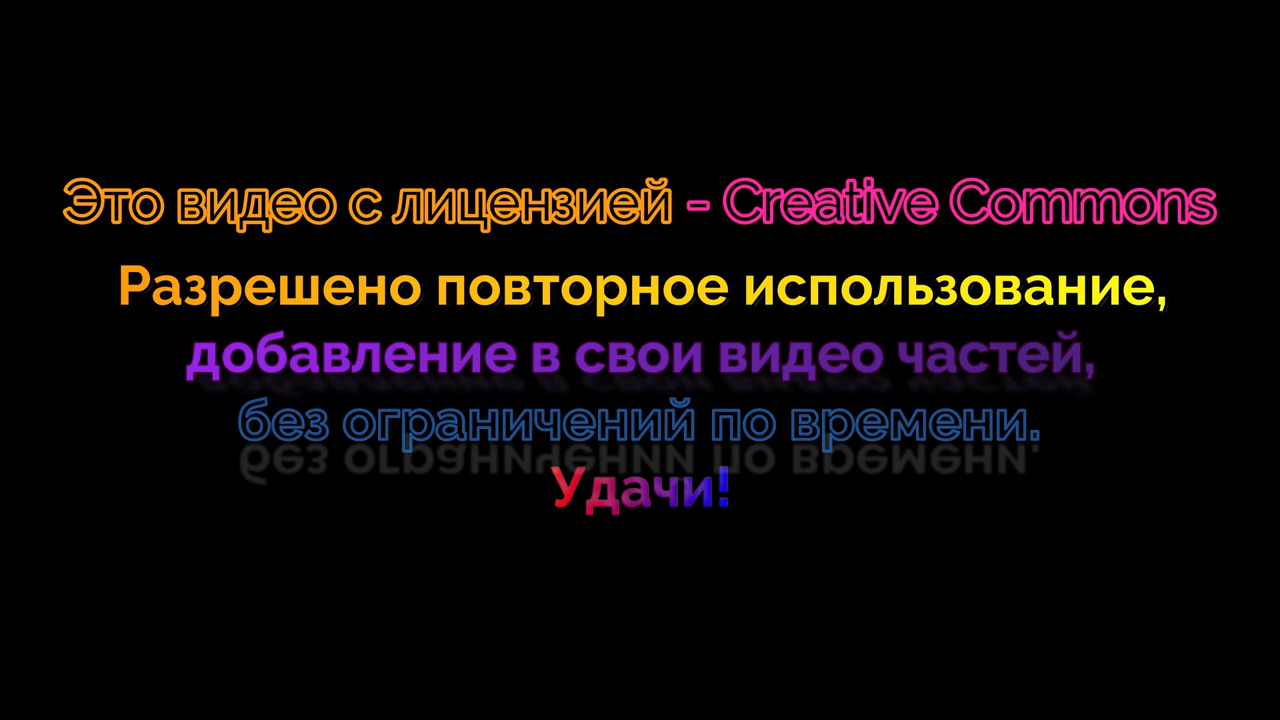 Это видео с лицензией - Creative Commons
Разрешено повторное использование,
добавление в свои видео частей,
без ограничений по времени.
Удачи!